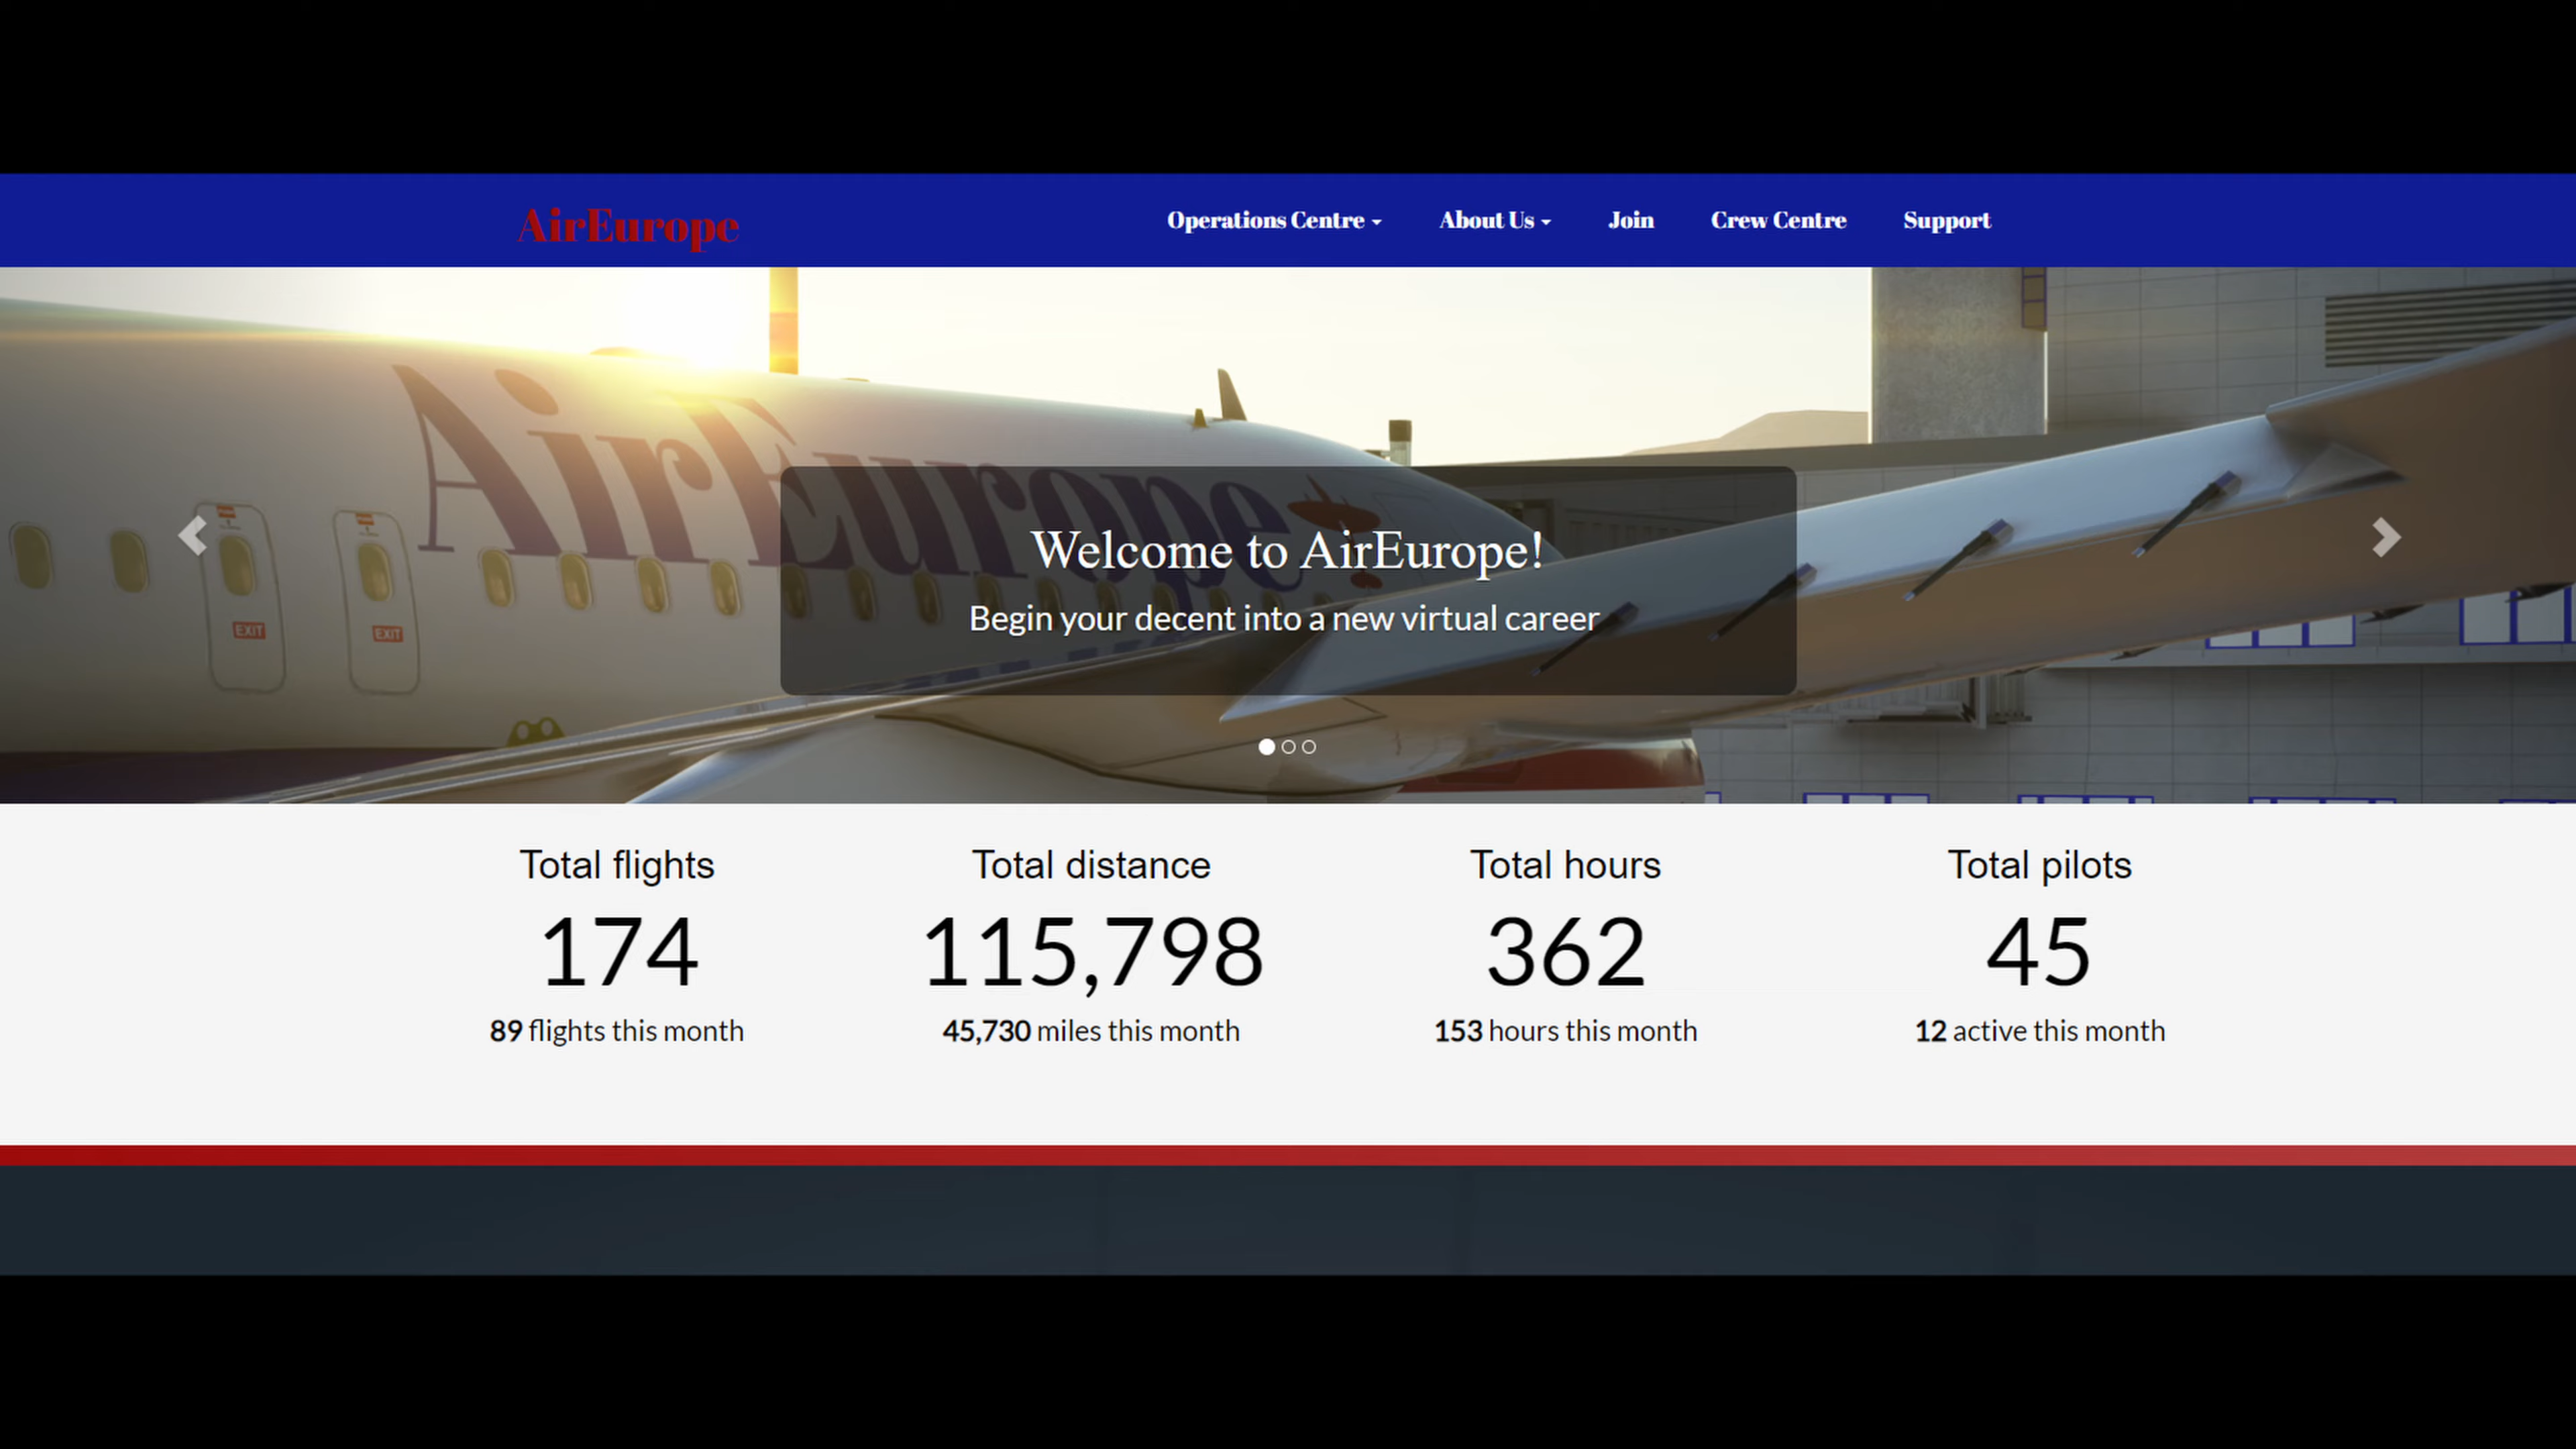 AirEurope
Operations Centre
About Us
Join
Crew Centre
Support
AirEurope
EXIT
EXIT
Welcome to AirEurope!
Begin your decent into a new virtual career
Total flights
Total distance
Total hours
Total pilots
174
115,798
362
45
89 flights this month
45,730 miles this month
153 hours this month
12 active this month